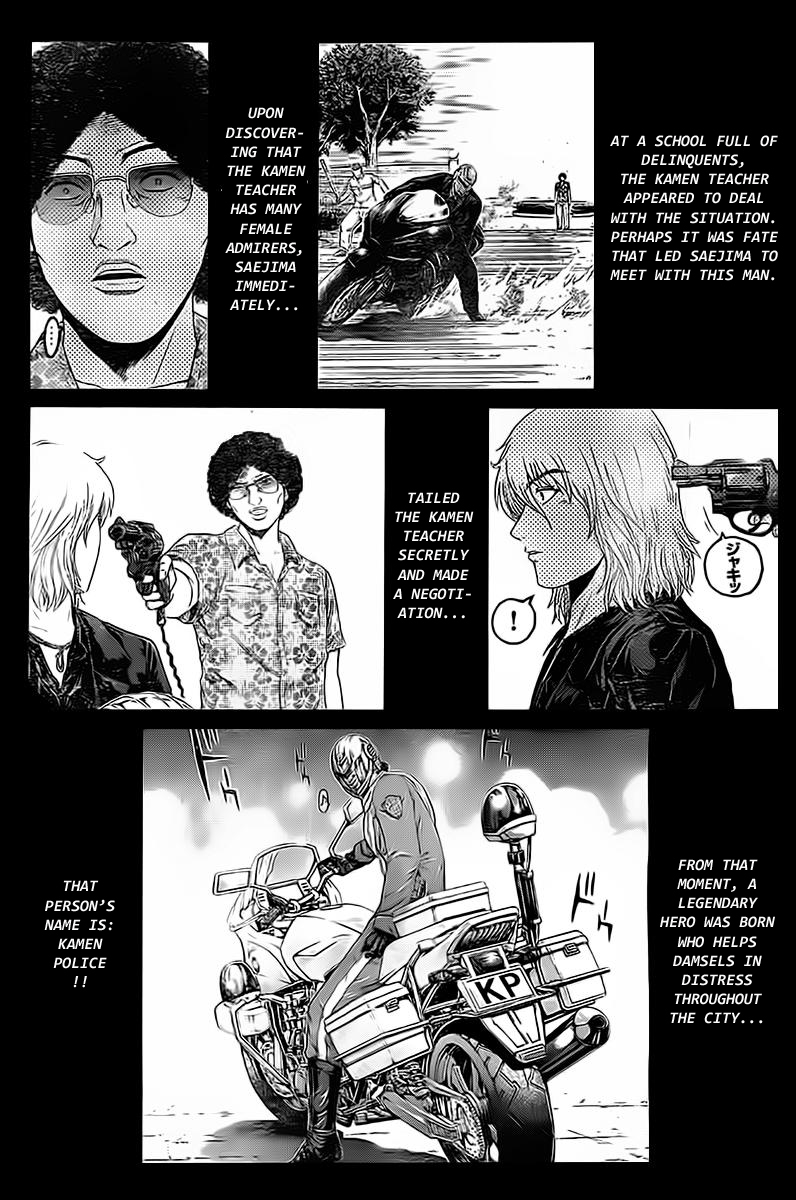 AT A SCHOOL FULL OF
DELINQUENTS,
THE KAMEN TEACHER
APPEARED TO DEAL
WITH THE SITUATION.
PERHAPS IT WAS FATE
THAT LED SAEJIMA TO
MEET WITH THIS MAN.
UPON
DISCOVER-
ING THAT
THE KAMEN
TEACHER
HAS MANY
FEMALE
ADMIRERS,
SAEJIMA
IMMEDI-
ATELY...
......
ジャキッ
!
TAILED
THE KAMEN
TEACHER
SECRETLY
AND MADE
A NEGOTI-
ATION...
FROM THAT
MOMENT, A
LEGENDARY
HERO WAS BORN
WHO HELPS
DAMSELS IN
DISTRESS
THROUGHOUT
THE CITY...
KP
THAT
PERSON'S
NAME IS:
KAMEN
POLICE
!!